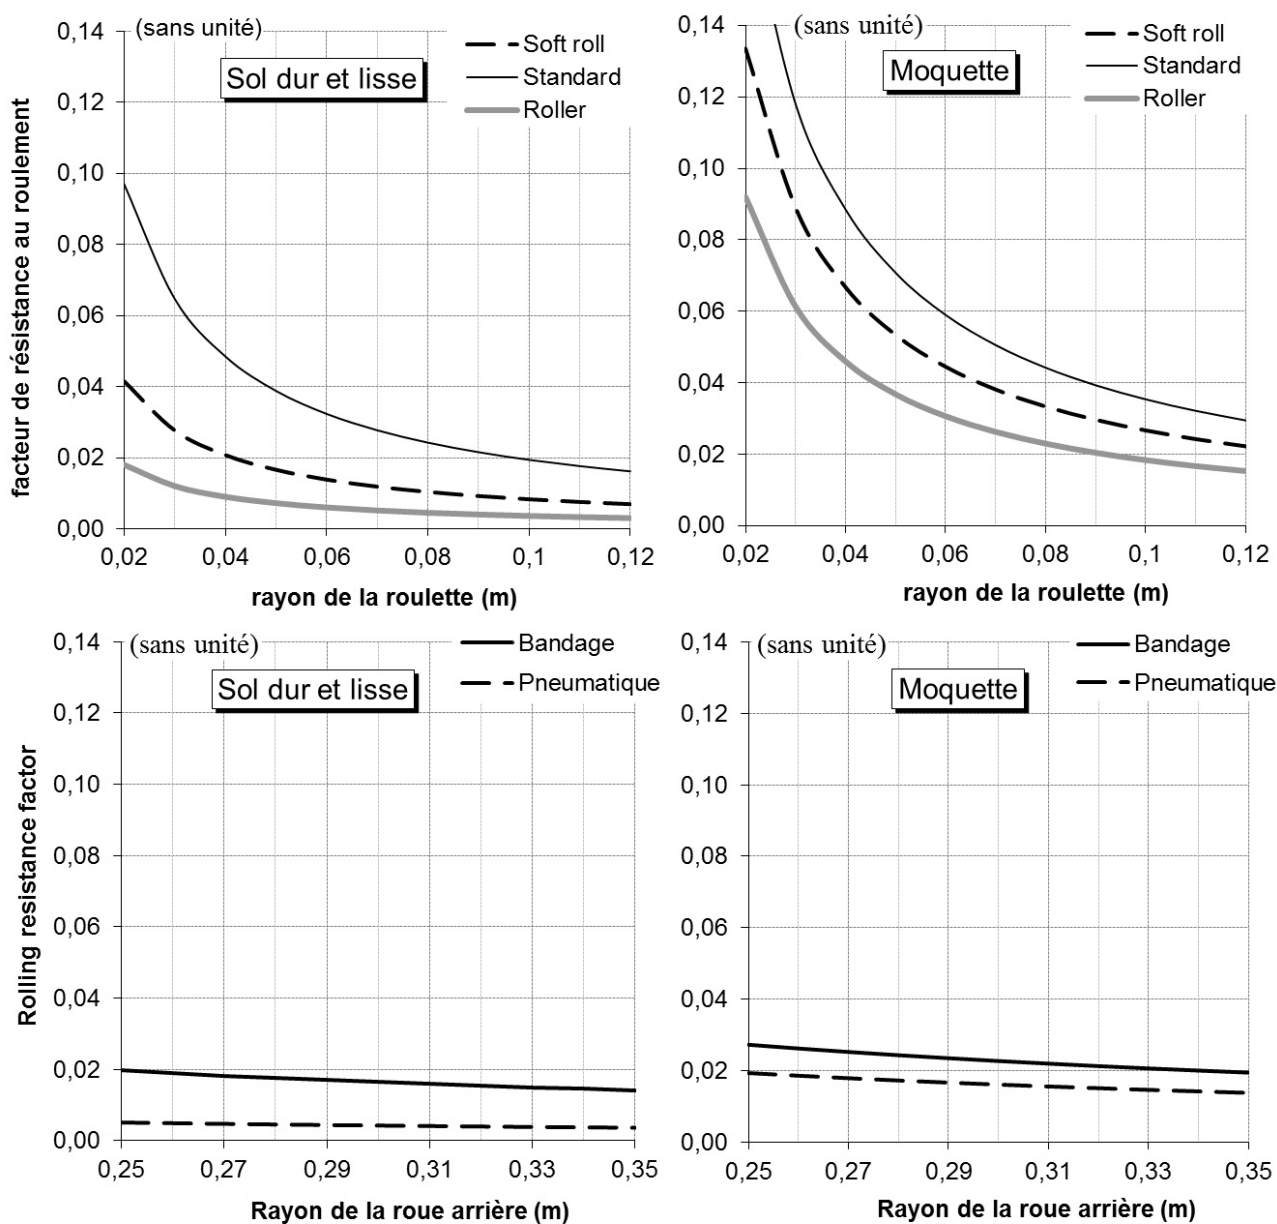 (sans unité)
Sol dur et lisse
Soft roll
Standard
Roller
facteur de résistance au roulement
0,14
0,12
0,10
0,08
0,06
0,04
0,02
0,00
0,02 0,04 0,06 0,08 0,1 0,12
rayon de la roulette (m)
(sans unité)
Moquette
Soft roll
Standard
Roller
0,14
0,12
0,10
0,08
0,06
0,04
0,02
0,00
0,02 0,04 0,06 0,08 0,1 0,12
rayon de la roulette (m)
(sans unité)
Sol dur et lisse
Bandage
Pneumatique
Rolling resistance factor
0,14
0,12
0,10
0,08
0,06
0,04
0,02
0,00
0,25 0,27 0,29 0,31 0,33 0,35
Rayon de la roue arrière (m)
(sans unité)
Moquette
Bandage
Pneumatique
0,14
0,12
0,10
0,08
0,06
0,04
0,02
0,00
0,25 0,27 0,29 0,31 0,33 0,35
Rayon de la roue arrière (m)